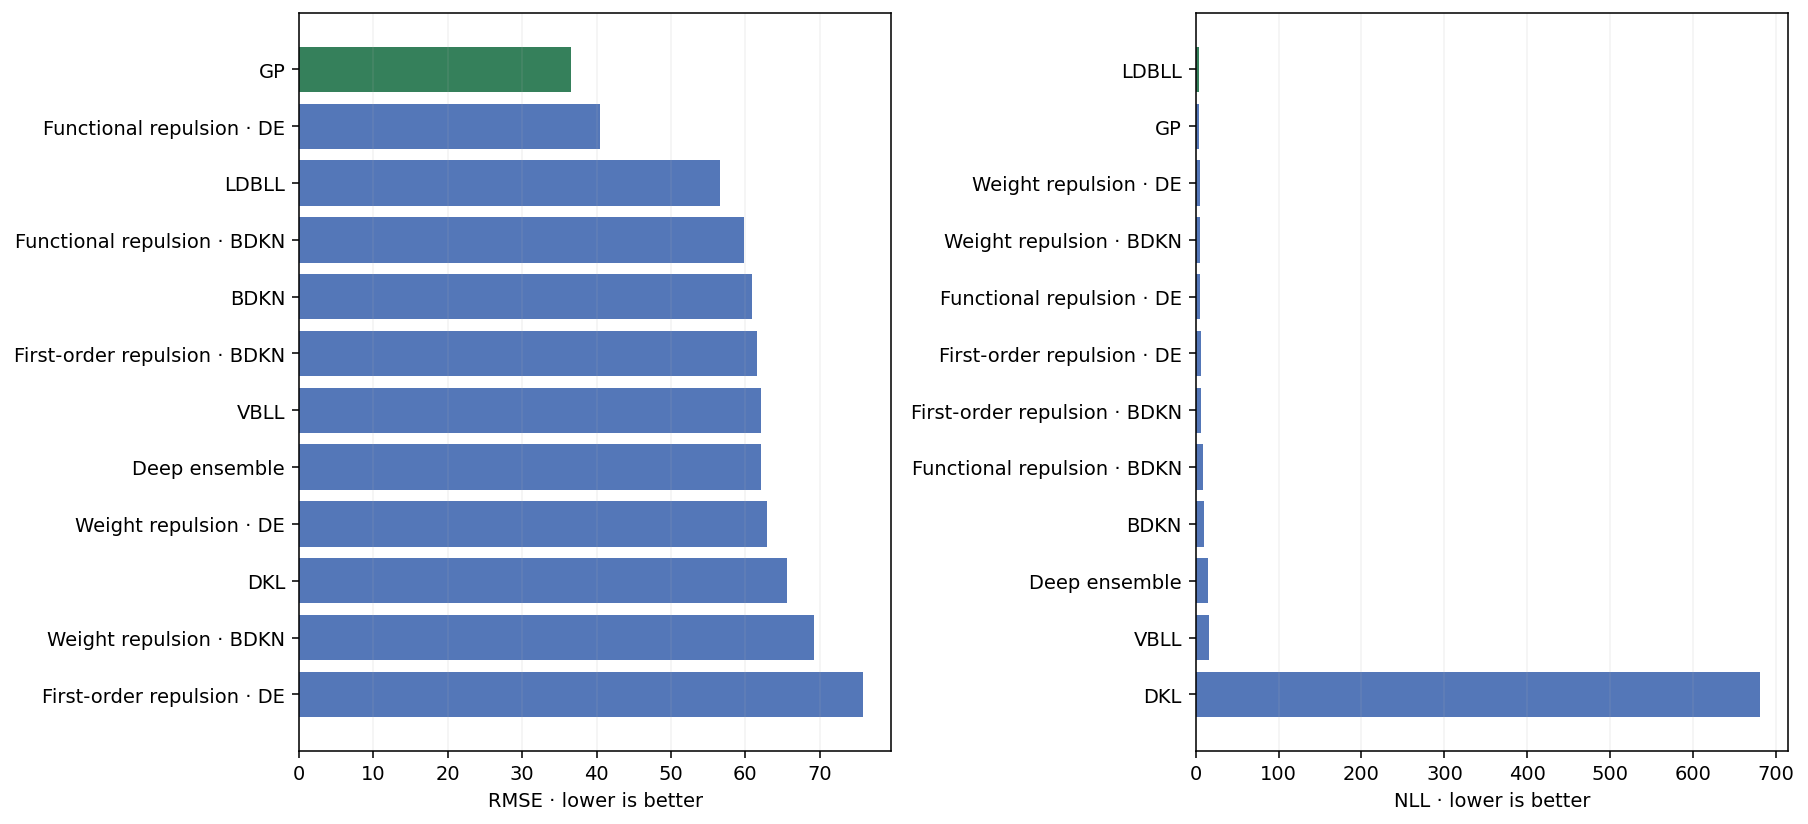 GP
Functional repulsion · DE
LDBLL
Functional repulsion · BDKN
BDKN
First-order repulsion · BDKN
VBLL
Deep ensemble
Weight repulsion · DE
DKL
Weight repulsion · BDKN
First-order repulsion · DE
0 10 20 30 40 50 60 70
RMSE · lower is better
LDBLL
GP
Weight repulsion · DE
Weight repulsion · BDKN
Functional repulsion · DE
First-order repulsion · DE
First-order repulsion · BDKN
Functional repulsion · BDKN
BDKN
Deep ensemble
VBLL
DKL
0 100 200 300 400 500 600 700
NLL · lower is better